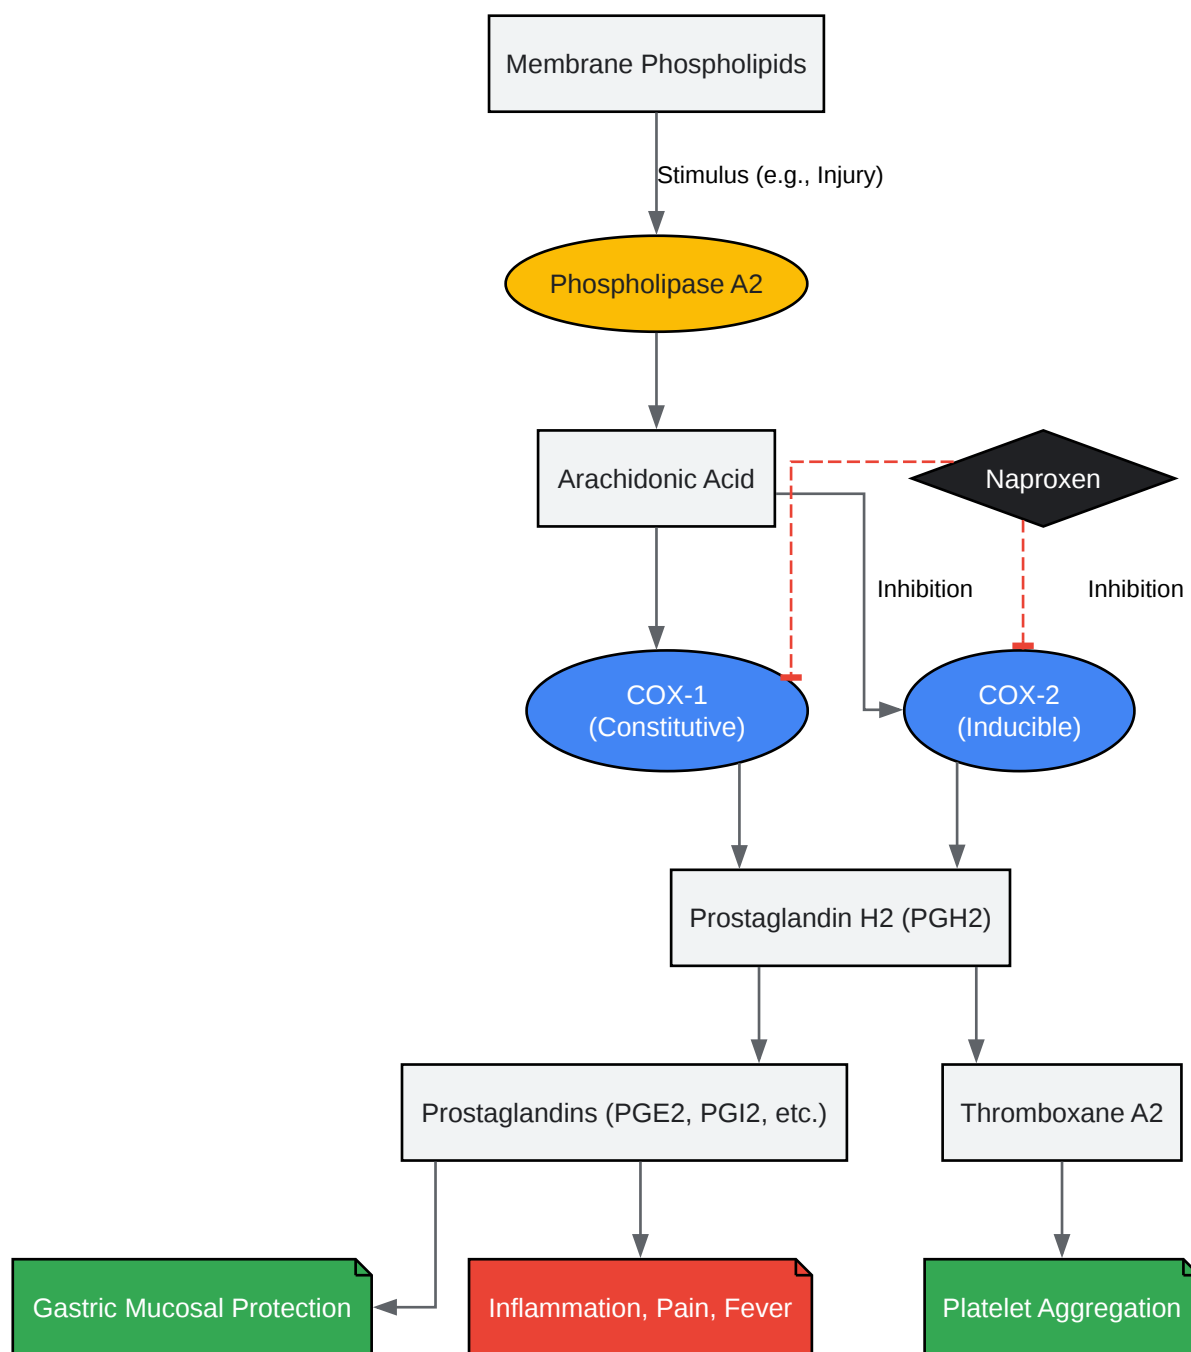 Membrane Phospholipids
Stimulus (e.g., Injury)
Phospholipase A2
Arachidonic Acid
Naproxen
Inhibition
Inhibition
COX-1
(Constitutive)
COX-2
(Inducible)
Prostaglandin H2 (PGH2)
Prostaglandins (PGE2, PGI2, etc.)
Thromboxane A2
Gastric Mucosal Protection
Inflammation, Pain, Fever
Platelet Aggregation